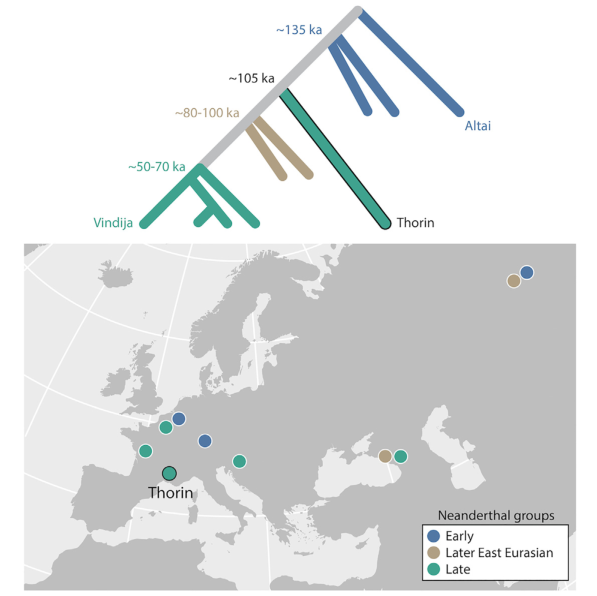 ~135 ka
~105 ka
~80-100 ka
~50-70 ka
Altai
Vindija
Thorin
Thorin
Neanderthal groups
Early
Later East Eurasian
Late